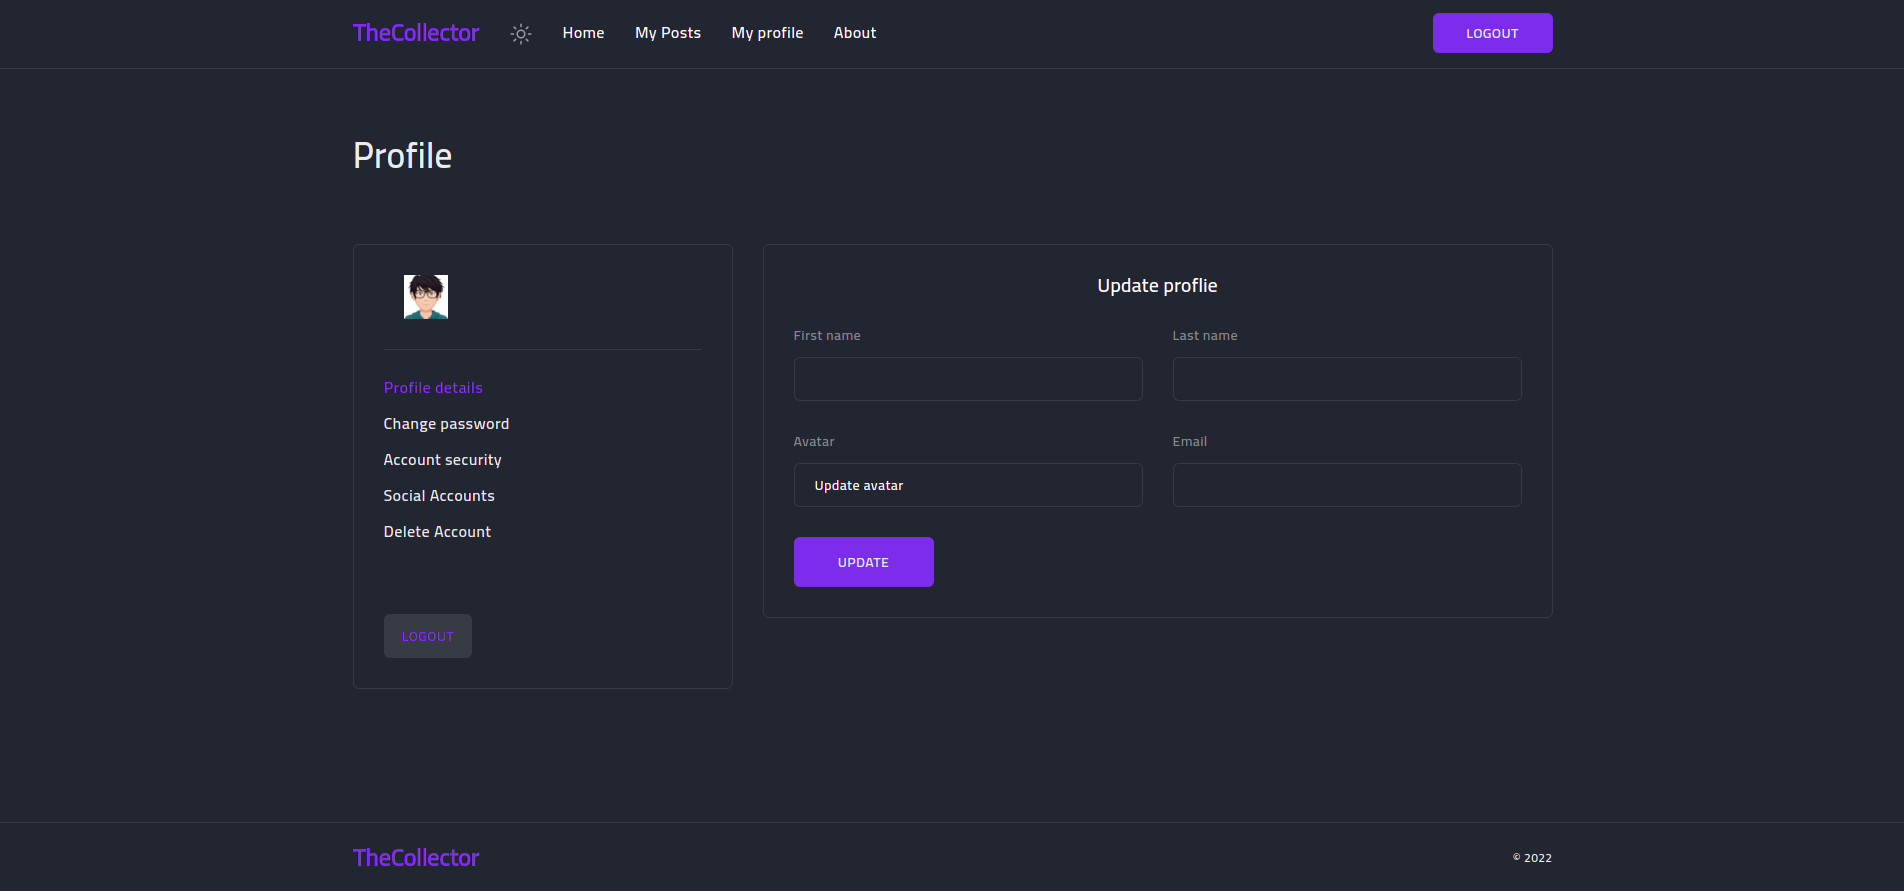 TheCollector
Home
My Posts
My profile
About
LOGOUT
Profile
Profile details
Change password
Account security
Social Accounts
Delete Account
LOGOUT
Update proflie
First name
Last name
Avatar
Email
Update avatar
UPDATE
TheCollector
© 2022